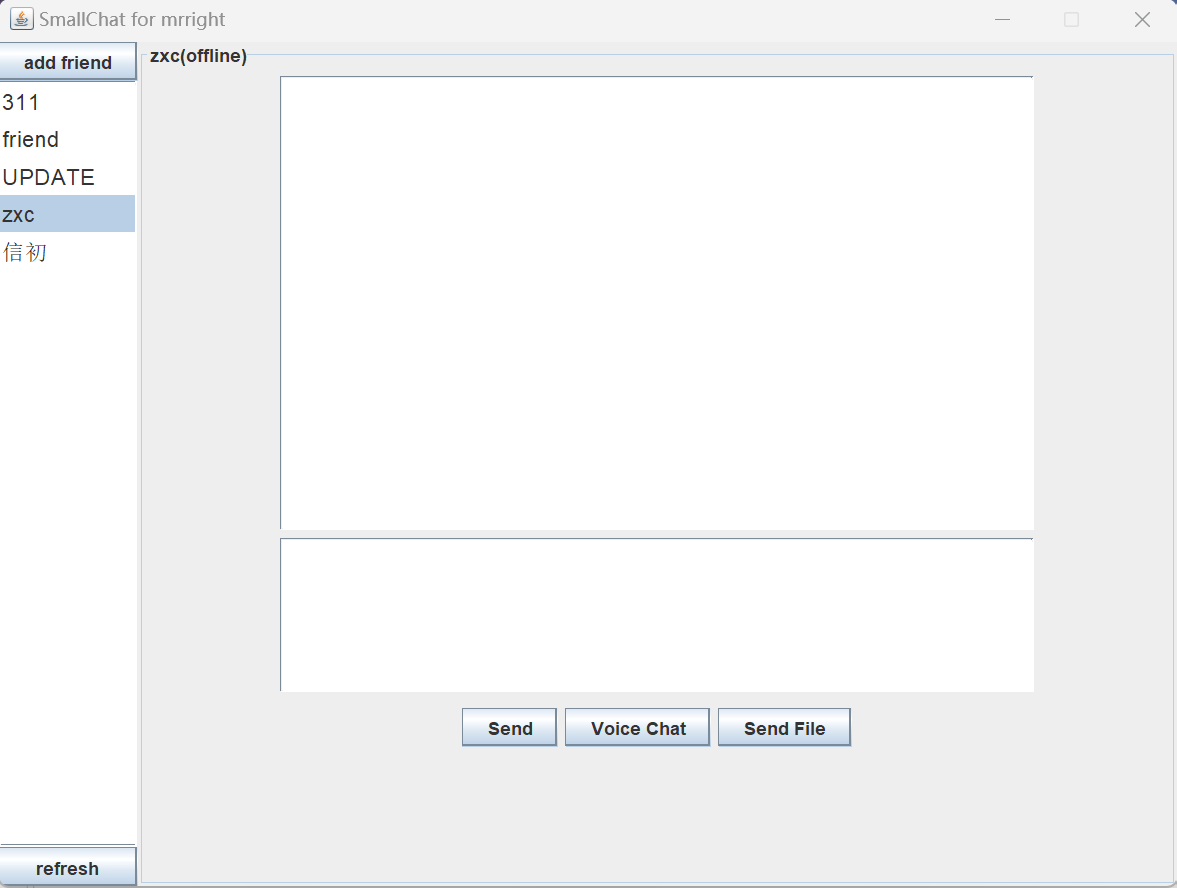 SmallChat for mrright
add friend
311
friend
UPDATE
zxc
信初
refresh
zxc(offline)
Send
Voice Chat
Send File